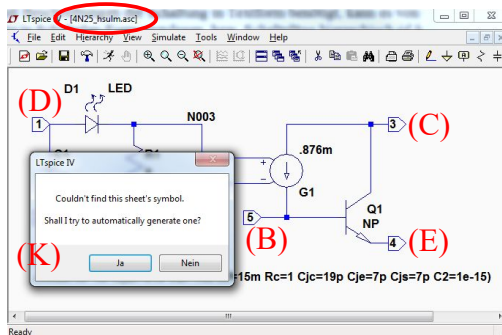 LTspice IV - [4N25_hsulm.asc]
File Edit Hierarchy View Simulate Tools Window Help
D1 LED
(D)
1
N003
3
(C)
.876m
G1
LTspice IV
Couldn't find this sheet's symbol.
Shall I try to automatically generate one?
Ja Nein
(K)
5
(B)
Q1
NP
4
(E)
=15m Rc=1 Cjc=19p Cje=7p Cjs=7p C2=1e-15)
Ready